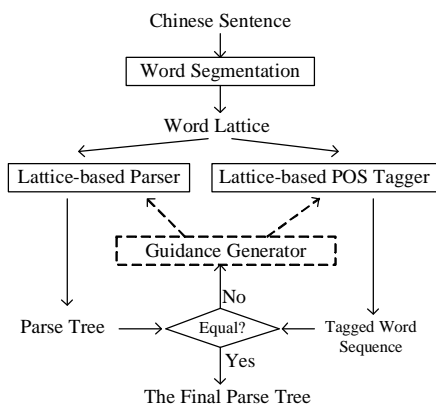 Chinese Sentence
Word Segmentation
Word Lattice
Lattice-based Parser
Lattice-based POS Tagger
Guidance Generator
No
Parse Tree
Equal?
Tagged Word
Sequence
Yes
The Final Parse Tree